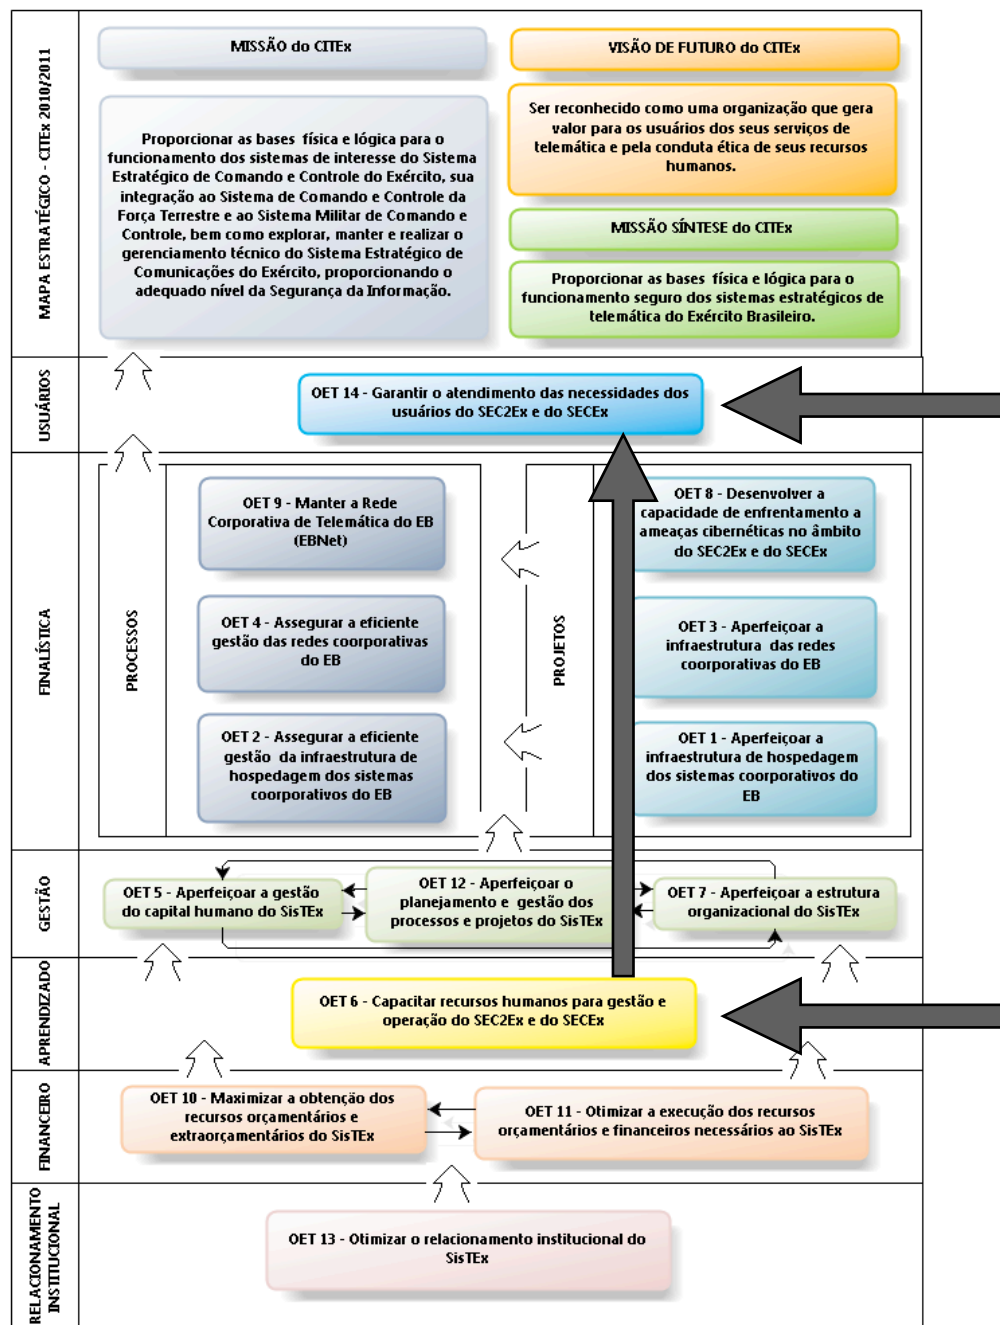 MAPA ESTRATÉGICO - CITEx 2010/2011
MISSÃO do CITEx
Proporcionar as bases física e lógica para o
funcionamento dos sistemas de interesse do Sistema
Estratégico de Comando e Controle do Exército, sua
integração ao Sistema de Comando e Controle da
Força Terrestre e ao Sistema Militar de Comando e
Controle, bem como explorar, manter e realizar o
gerenciamento técnico do Sistema Estratégico de
Comunicações do Exército, proporcionando o
adequado nível da Segurança da Informação.
VISÃO DE FUTURO do CITEx
Ser reconhecido como uma organização que gera
valor para os usuários dos seus serviços de
telemática e pela conduta ética de seus recursos
humanos.
MISSÃO SÍNTESE do CITEx
Proporcionar as bases física e lógica para o
funcionamento seguro dos sistemas estratégicos de
telemática do Exército Brasileiro.
USUÁRIOS
OET 14 - Garantir o atendimento das necessidades dos
usuários do SEC2Ex e do SECEx
FINALÍSTICA
PROCESSOS
OET 9 - Manter a Rede
Corporativa de Telemática do EB
(EBNet)
OET 4 - Assegurar a eficiente
gestão das redes coorporativas
do EB
OET 2 - Assegurar a eficiente
gestão da infraestrutura de
hospedagem dos sistemas
coorporativos do EB
PROJETOS
OET 8 - Desenvolver a
capacidade de enfrentamento a
ameaças cibernéticas no âmbito
do SEC2Ex e do SECEx
OET 3 - Aperfeiçoar a
infraestrutura das redes
coorporativas do EB
OET 1 - Aperfeiçoar a
infraestrutura de hospedagem
dos sistemas coorporativos do
EB
GESTÃO
OET 5 - Aperfeiçoar a gestão
do capital humano do SisTEx
OET 12 - Aperfeiçoar o
planejamento e gestão dos
processos e projetos do SisTEx
OET 7 - Aperfeiçoar a estrutura
organizacional do SisTEx
APRENDIZADO
OET 6 - Capacitar recursos humanos para gestão e
operação do SEC2Ex e do SECEx
FINANCEIRO
OET 10 - Maximizar a obtenção dos
recursos orçamentários e
extraorçamentários do SisTEx
OET 11 - Otimizar a execução dos recursos
orçamentários e financeiros necessários ao SisTEx
RELACIONAMENTO
INSTITUCIONAL
OET 13 - Otimizar o relacionamento institucional do
SisTEx